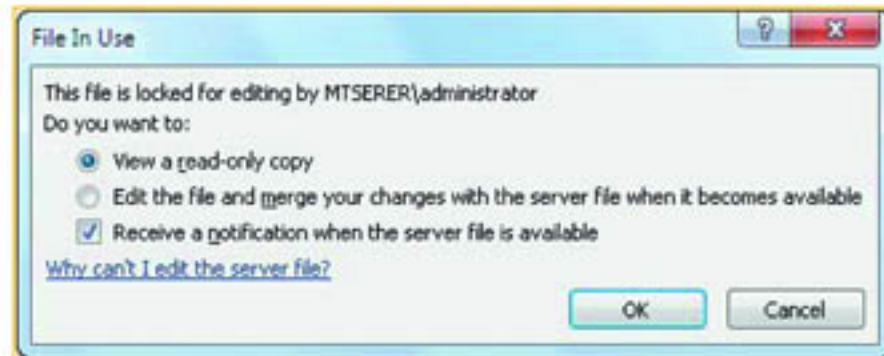 File In Use
This file is locked for editing by MTSERER\administrator
Do you want to:
View a read-only copy
Edit the file and merge your changes with the server file when it becomes available
Receive a notification when the server file is available
Why can't I edit the server file?
OK Cancel